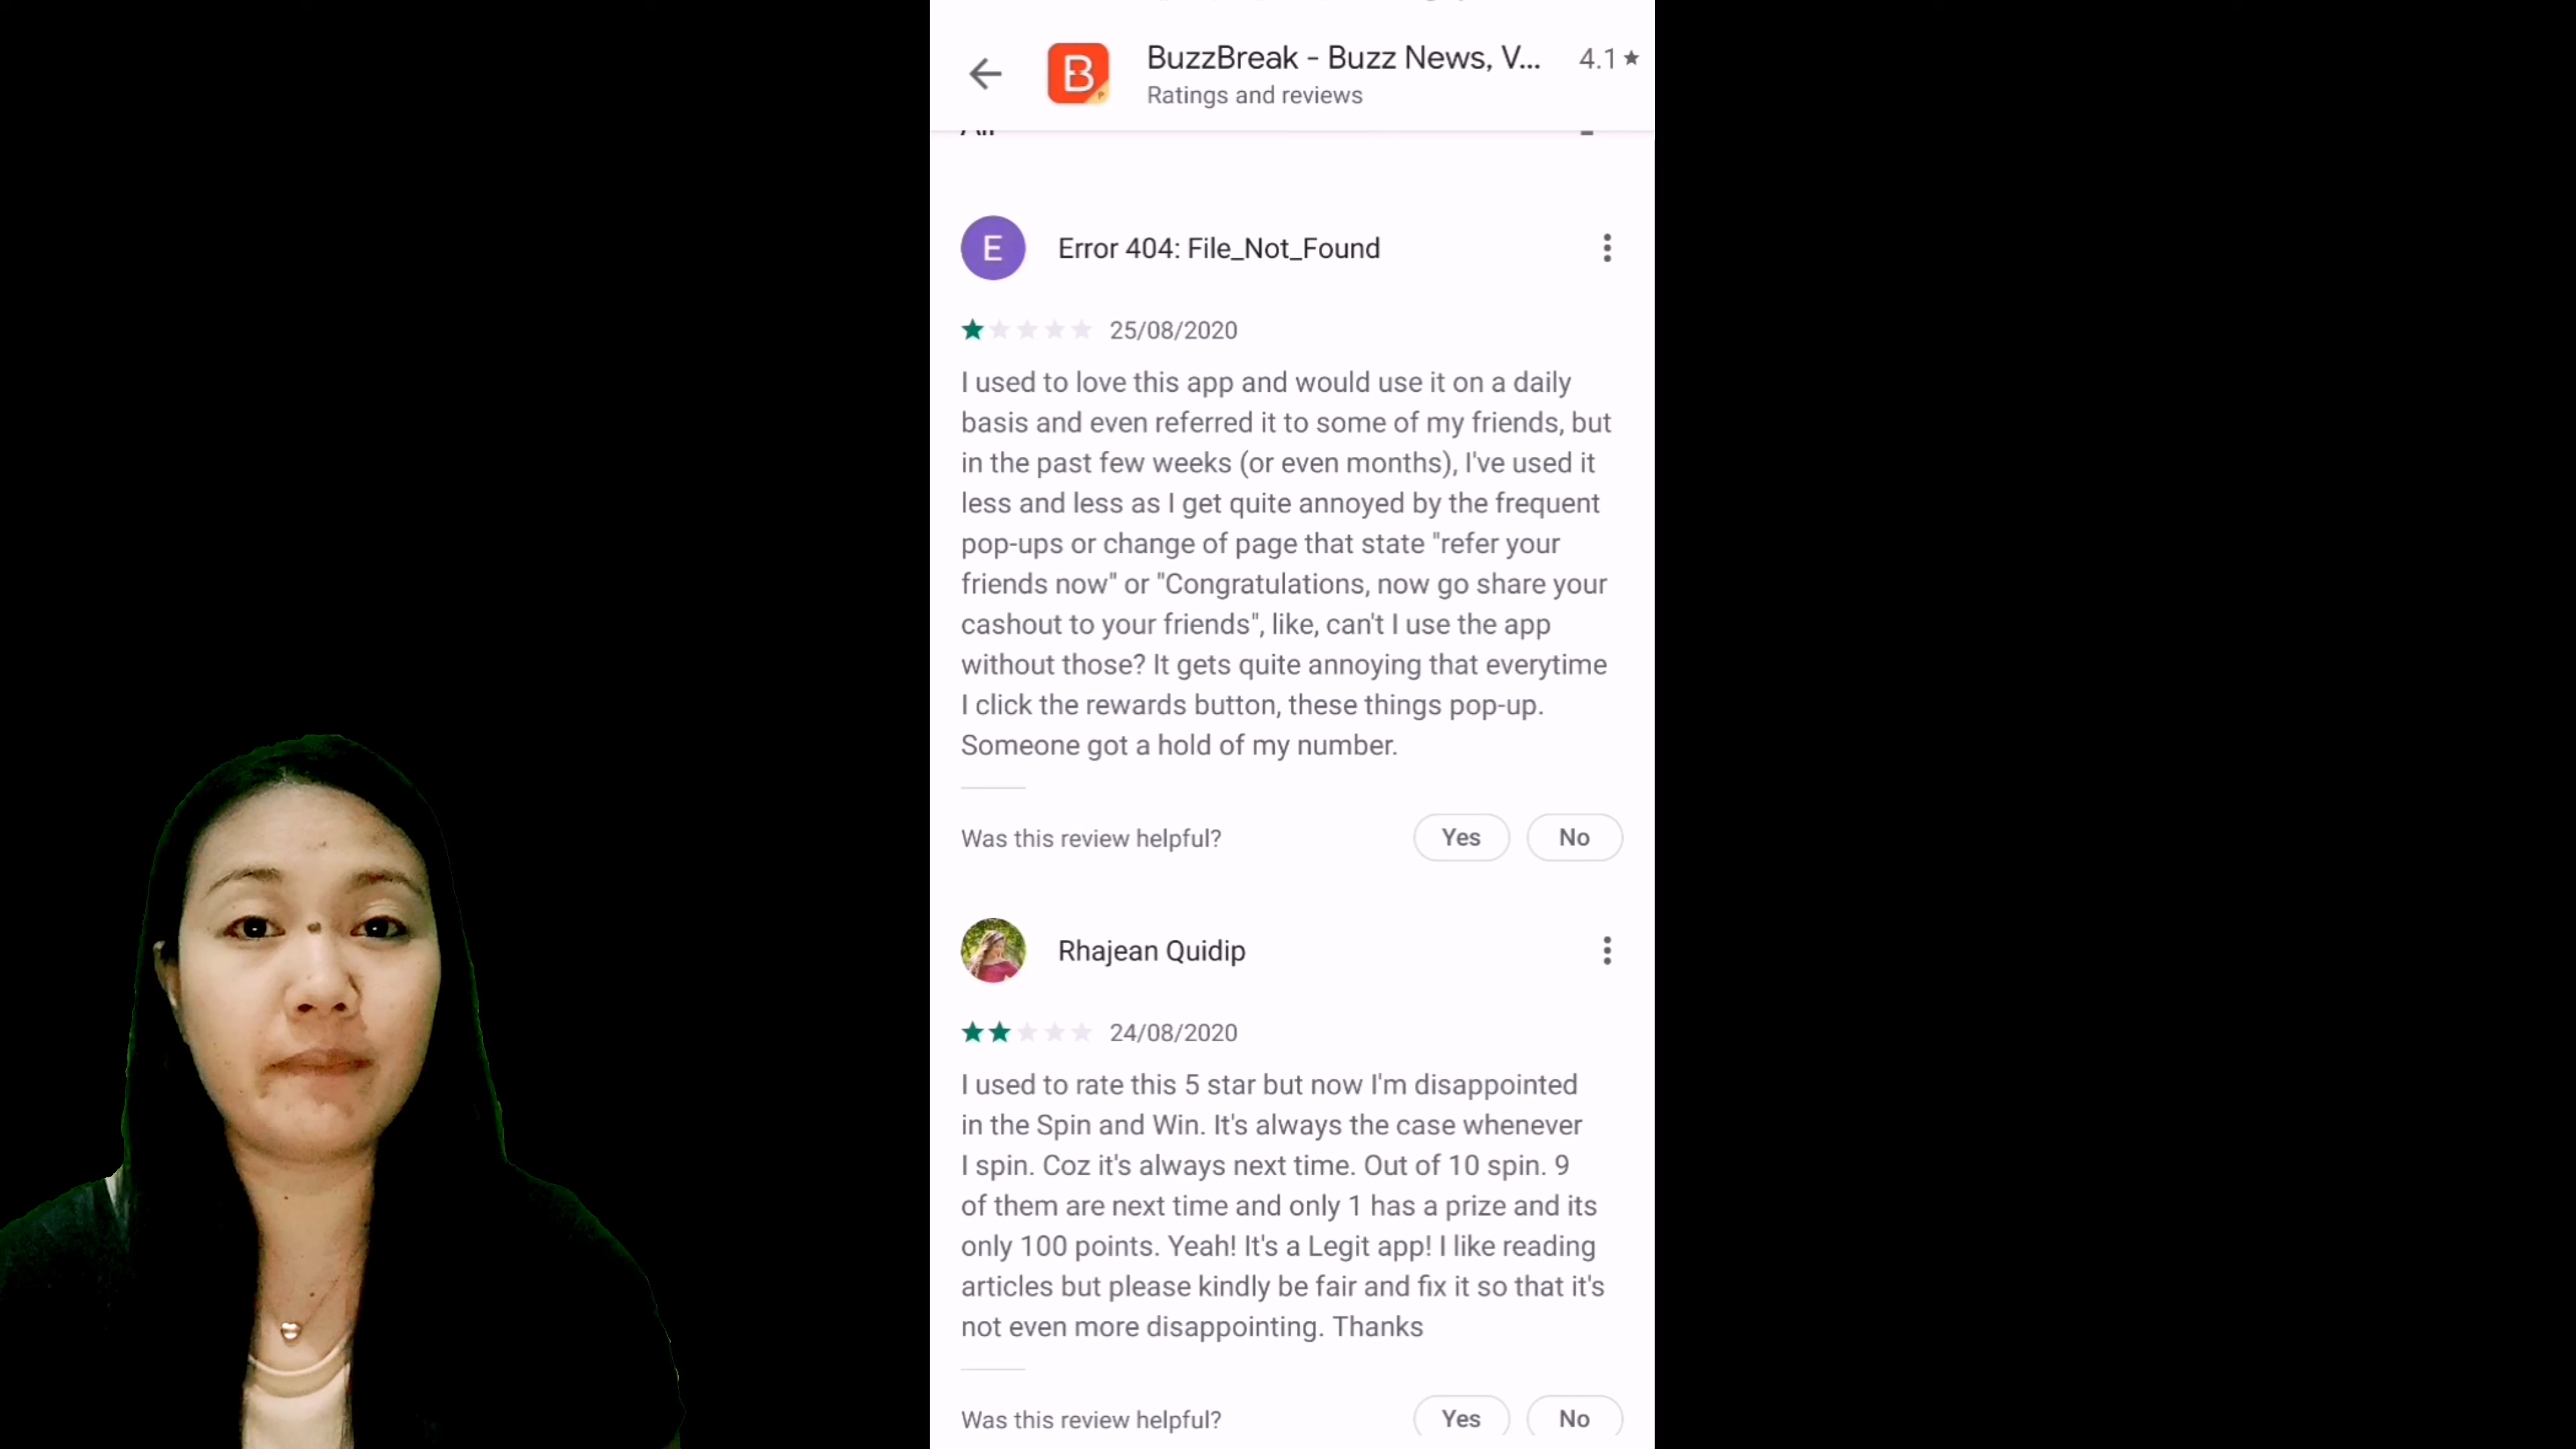 BuzzBreak - Buzz News, V...
4.1 ★
Ratings and reviews
E
Error 404: File_Not_Found
25/08/2020
I used to love this app and would use it on a daily
basis and even referred it to some of my friends, but
in the past few weeks (or even months), I've used it
less and less as I get quite annoyed by the frequent
pop-ups or change of page that state "refer your
friends now" or "Congratulations, now go share your
cashout to your friends", like, can't I use the app
without those? It gets quite annoying that everytime
I click the rewards button, these things pop-up.
Someone got a hold of my number.
Was this review helpful?
Yes
No
Rhajean Quidip
24/08/2020
I used to rate this 5 star but now I'm disappointed
in the Spin and Win. It's always the case whenever
I spin. Coz it's always next time. Out of 10 spin. 9
of them are next time and only 1 has a prize and its
only 100 points. Yeah! It's a Legit app! I like reading
articles but please kindly be fair and fix it so that it's
not even more disappointing. Thanks
Was this review helpful?
Yes
No